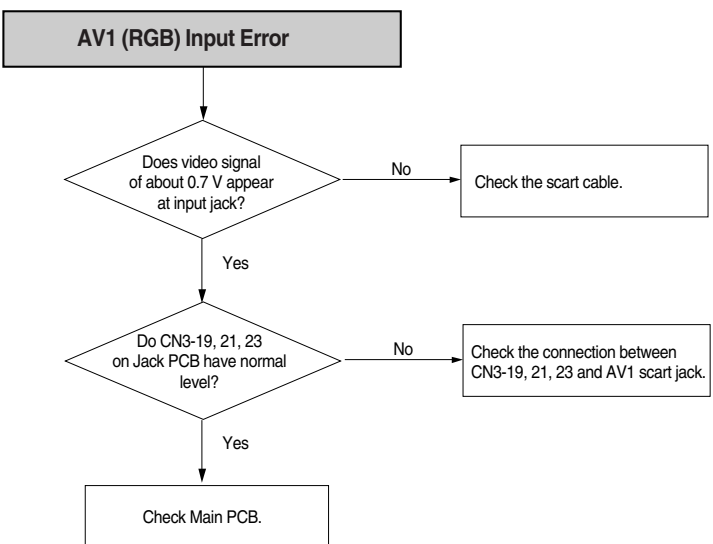 AV1 (RGB) Input Error
Does video signal
of about 0.7 V appear
at input jack?
No
Check the scart cable.
Yes
Do CN3-19, 21, 23
on Jack PCB have normal
level?
No
Check the connection between
CN3-19, 21, 23 and AV1 scart jack.
Yes
Check Main PCB.